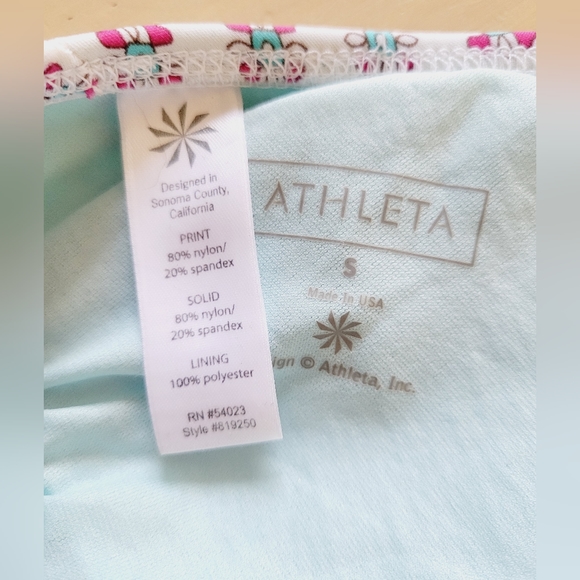 Designed in
Sonoma County,
California
PRINT
80% nylon/
20% spandex
SOLID
80% nylon/
20% spandex
LINING
100% polyester
RN #54023
Style #819250
ATHLETA
S
Made in USA
ign © Athleta, Inc.